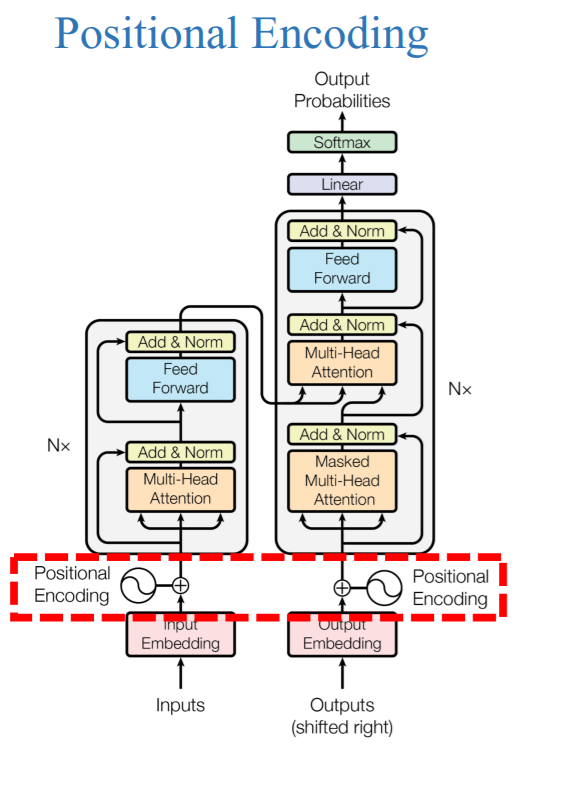 Positional Encoding
Output
Probabilities
Softmax
Linear
Add & Norm
Feed
Forward
Add & Norm
Multi-Head
Attention
N×
Add & Norm
Masked
Multi-Head
Attention
Add & Norm
Feed
Forward
N×
Add & Norm
Multi-Head
Attention
Positional
Encoding
Positional
Encoding
Input
Embedding
Output
Embedding
Inputs
Outputs
(shifted right)